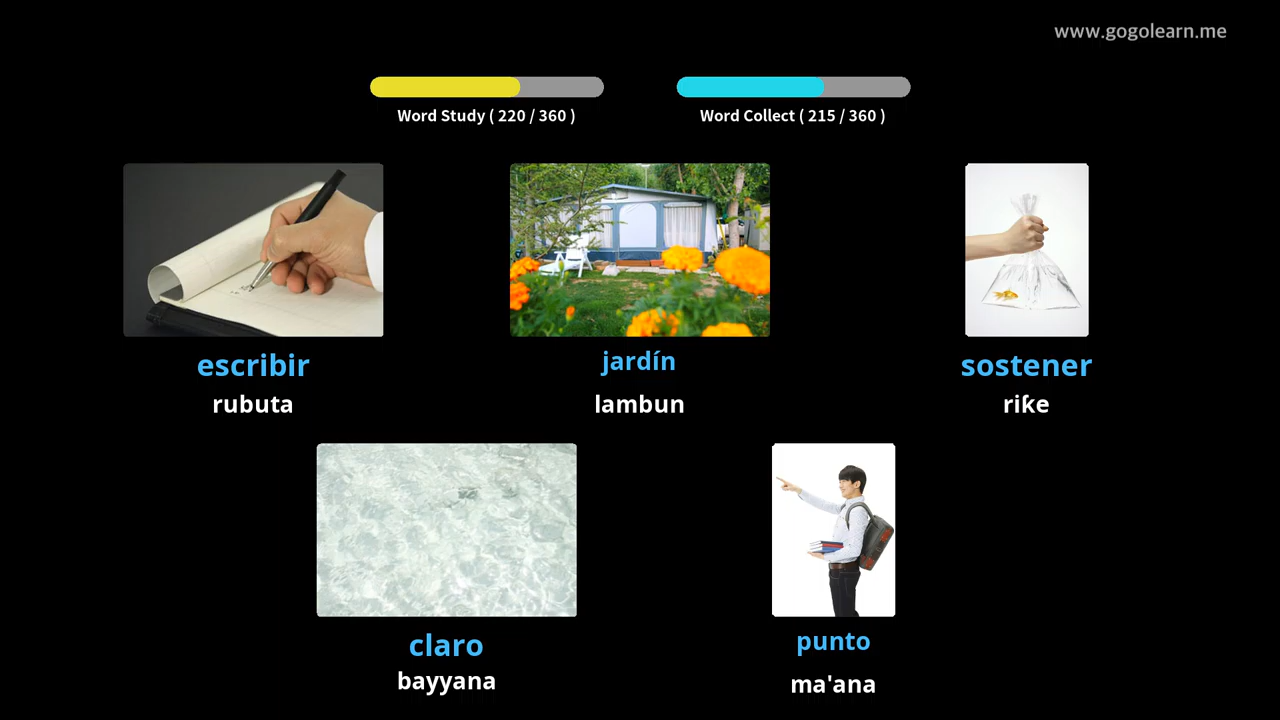 www.gogolearn.me
Word Study ( 220 / 360 )
Word Collect ( 215 / 360 )
escribir
rubuta
jardín
lambun
sostener
riƙe
claro
bayyana
punto
ma'ana